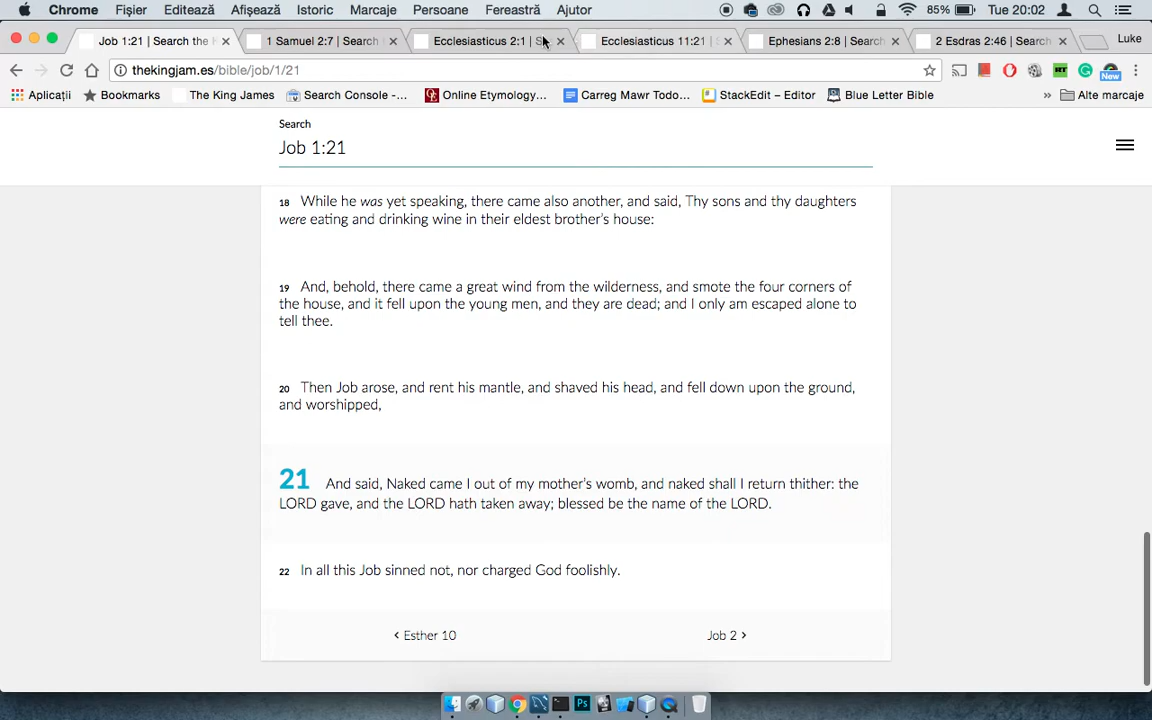 Chrome Fișier Editează Afișează Istoric Marcaje Persoane Fereastră Ajutor 85% Tue 20:02
Job 1:21 | Search the 1 Samuel 2:7 | Search Ecclesiasticus 2:1 | Ecclesiasticus 11:21 | Ephesians 2:8 | Search 2 Esdras 2:46 | Search Luke
thekingjam.es/bible/job/1/21
Aplicații Bookmarks The King James Search Console -... Online Etymology... Carreg Mawr Todo... StackEdit – Editor Blue Letter Bible » Alte marcaje
New
Search
Job 1:21
18 While he was yet speaking, there came also another, and said, Thy sons and thy daughters
were eating and drinking wine in their eldest brother's house:
19 And, behold, there came a great wind from the wilderness, and smote the four corners of
the house, and it fell upon the young men, and they are dead; and I only am escaped alone to
tell thee.
20 Then Job arose, and rent his mantle, and shaved his head, and fell down upon the ground,
and worshipped,
21 And said, Naked came I out of my mother's womb, and naked shall I return thither: the
LORD gave, and the LORD hath taken away; blessed be the name of the LORD.
22 In all this Job sinned not, nor charged God foolishly.
‹ Esther 10 Job 2 ›
Ps